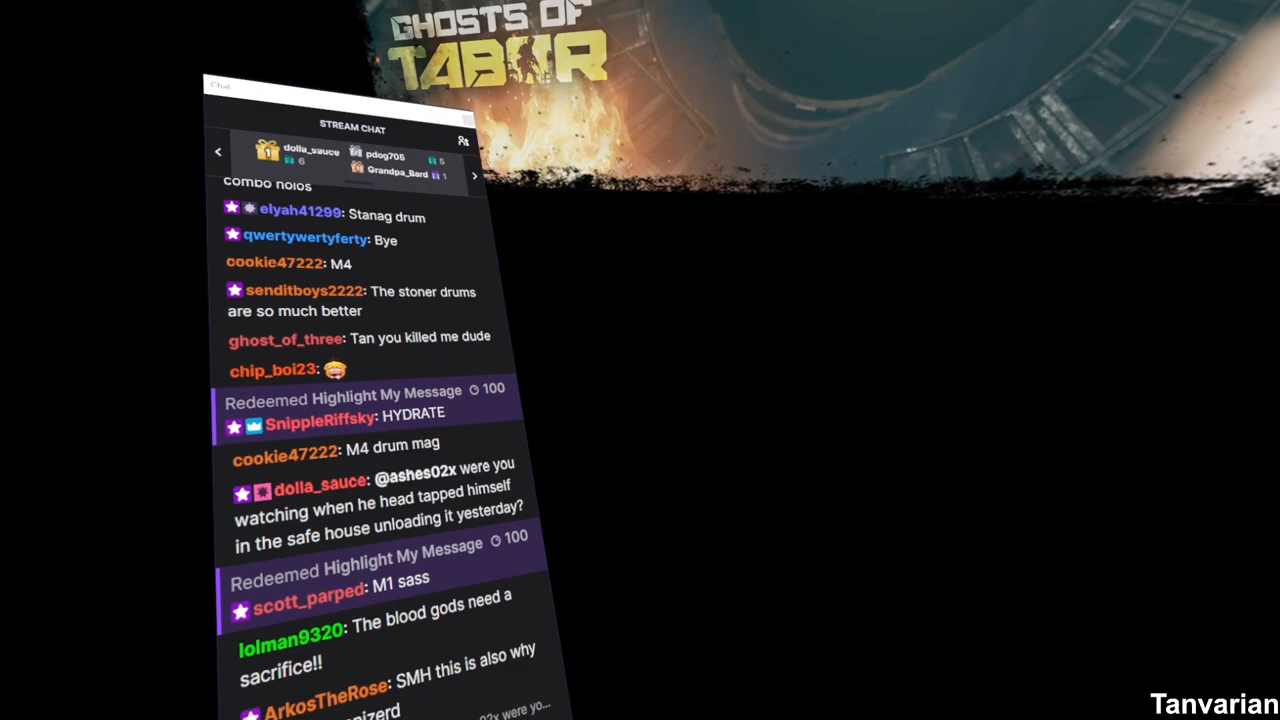 GHOSTS OF
TABOR
Chat
STREAM CHAT
dolla_sauce
6
pdog705
5
Grandpa_Bard
1
combo holos
elyah41299: Stanag drum
qwertywertyferty: Bye
cookie47222: M4
senditboys2222: The stoner drums
are so much better
ghost_of_three: Tan you killed me dude
chip_boi23:
Redeemed Highlight My Message 100
SnippleRiffsky: HYDRATE
cookie47222: M4 drum mag
dolla_sauce: @ashes02x were you
watching when he head tapped himself
in the safe house unloading it yesterday?
Redeemed Highlight My Message 100
scott_parped: M1 sass
lolman9320: The blood gods need a
sacrifice!!
ArkosTheRose: SMH this is also why
were yo...
Tanvarian